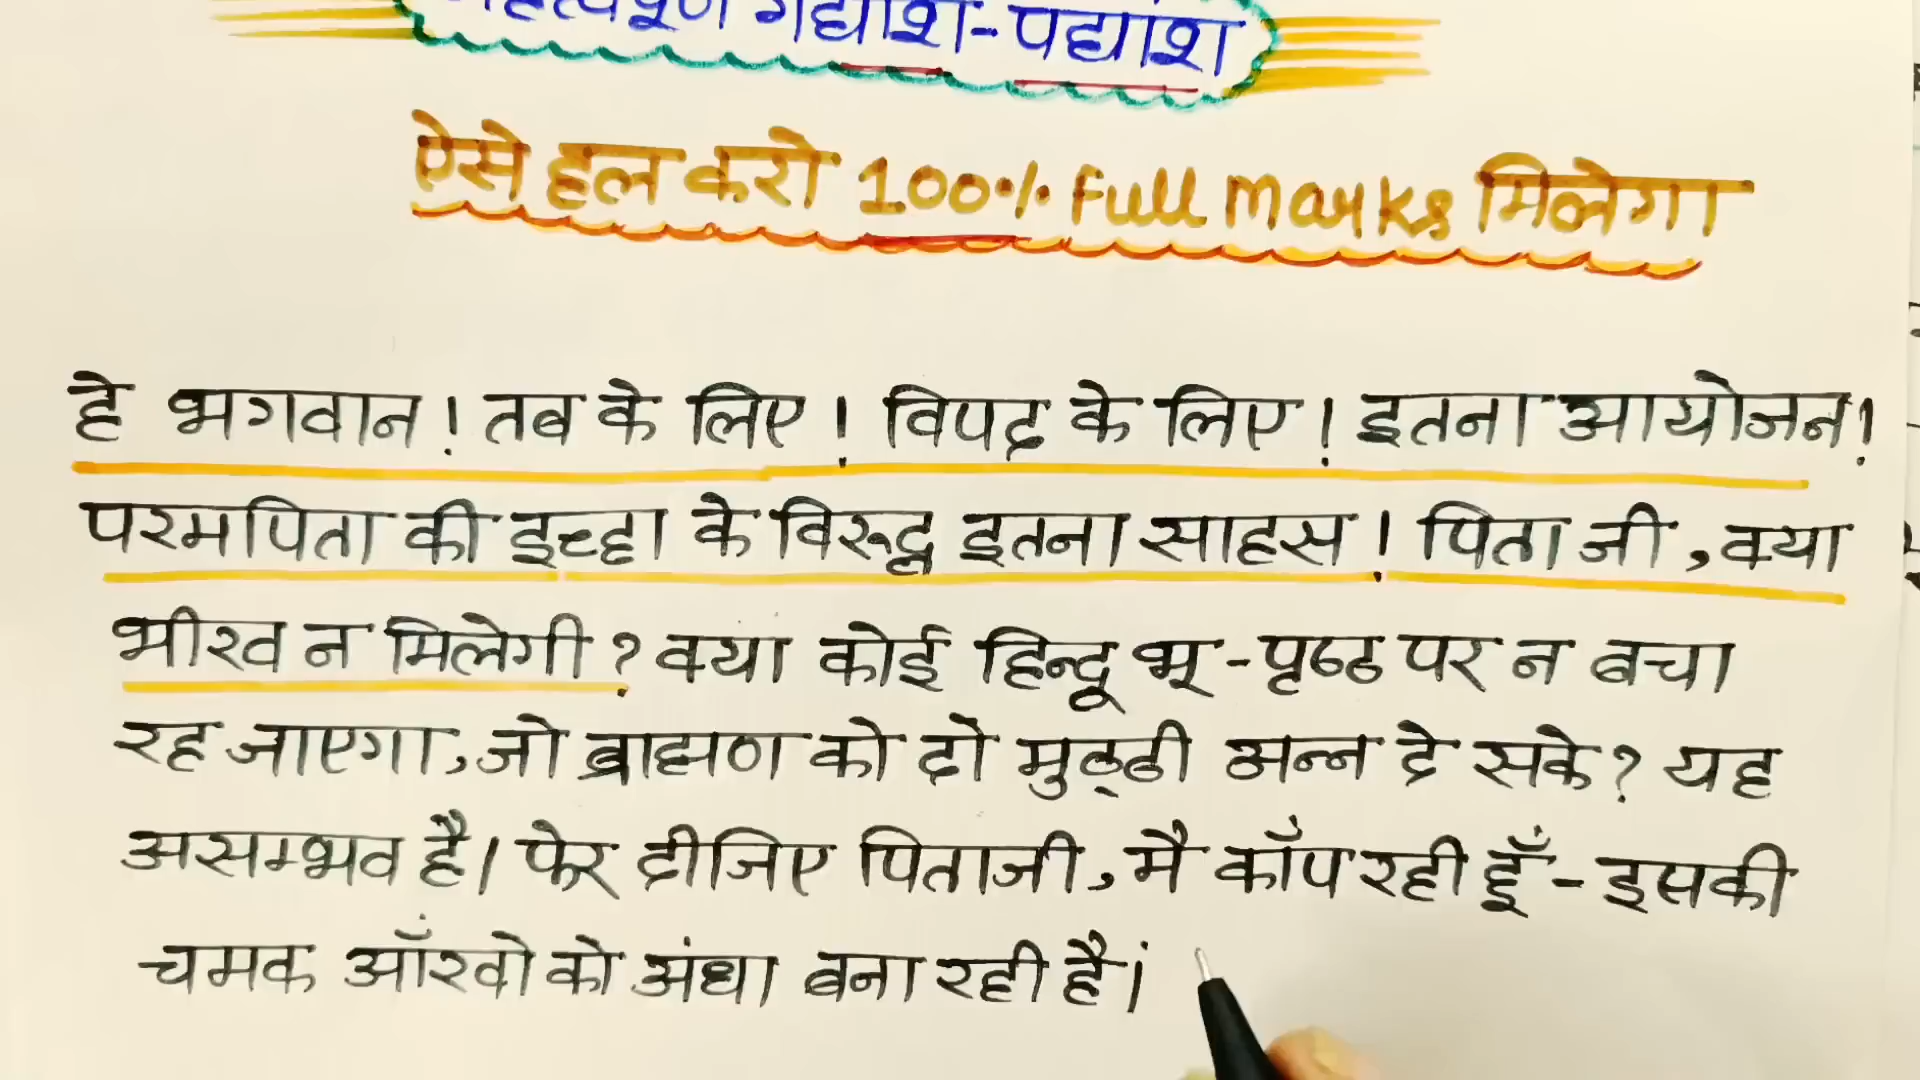 महत्वपूर्ण गद्यांश-पद्यांश
ऐसे हल करो 100% Full Marks मिलेगा
हे भगवान! तब के लिए! विपद के लिए! इतना आयोजन!
परमपिता की इच्छा के विरुद्ध इतना साहस! पिता जी, क्या
भीख न मिलेगी? क्या कोई हिन्दू भू-पृष्ठ पर न बचा
रह जाएगा, जो ब्राह्मण को दो मुठ्ठी अन्न दे सके? यह
असम्भव है। फेर दीजिए पिताजी, मै काँप रही हूँ- इसकी
चमक आँखो को अंधा बना रही है।